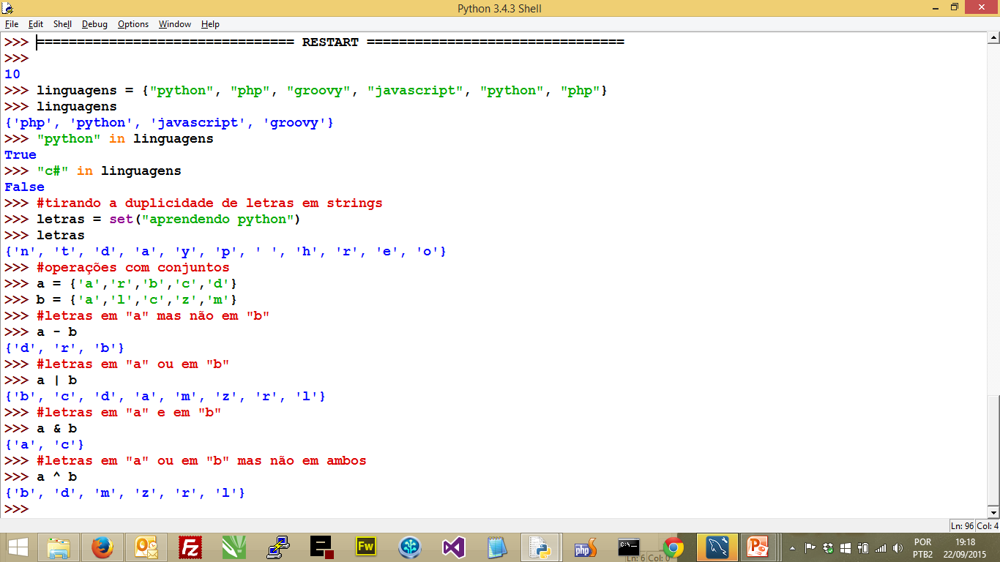 Python 3.4.3 Shell
File Edit Shell Debug Options Window Help
>>> ================================ RESTART ================================
>>>
10
>>> linguagens = {"python", "php", "groovy", "javascript", "python", "php"}
>>> linguagens
{'php', 'python', 'javascript', 'groovy'}
>>> "python" in linguagens
True
>>> "c#" in linguagens
False
>>> #tirando a duplicidade de letras em strings
>>> letras = set("aprendendo python")
>>> letras
{'n', 't', 'd', 'a', 'y', 'p', ' ', 'h', 'r', 'e', 'o'}
>>> #operações com conjuntos
>>> a = {'a','r','b','c','d'}
>>> b = {'a','l','c','z','m'}
>>> #letras em "a" mas não em "b"
>>> a - b
{'d', 'r', 'b'}
>>> #letras em "a" ou em "b"
>>> a | b
{'b', 'c', 'd', 'a', 'm', 'z', 'r', 'l'}
>>> #letras em "a" e em "b"
>>> a & b
{'a', 'c'}
>>> #letras em "a" ou em "b" mas não em ambos
>>> a ^ b
{'b', 'd', 'm', 'z', 'r', 'l'}
>>>
Ln: 96 Col: 4
Fz Fw php C:\
Ln: 6 Col: 0
POR 19:18
PTB2 22/09/2015